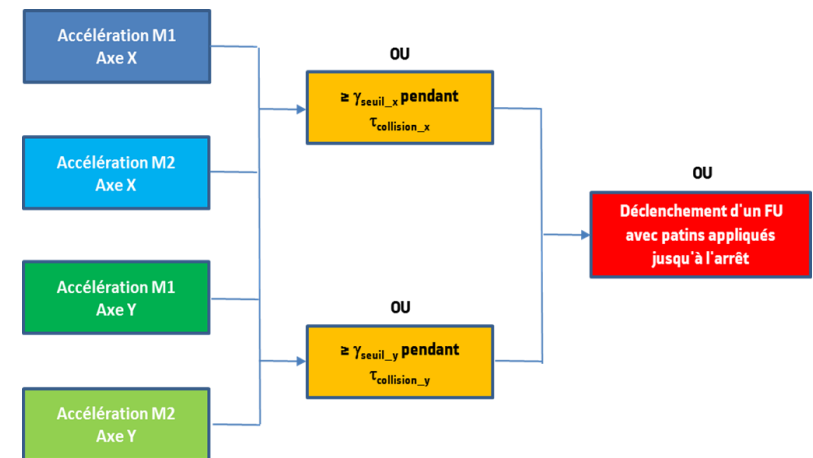 Accélération M1
Axe X
Accélération M2
Axe X
Accélération M1
Axe Y
Accélération M2
Axe Y
OU
≥ γseuil_x pendant
τcollision_x
OU
≥ γseuil_y pendant
τcollision_y
OU
Déclenchement d'un FU
avec patins appliqués
jusqu'à l'arrêt